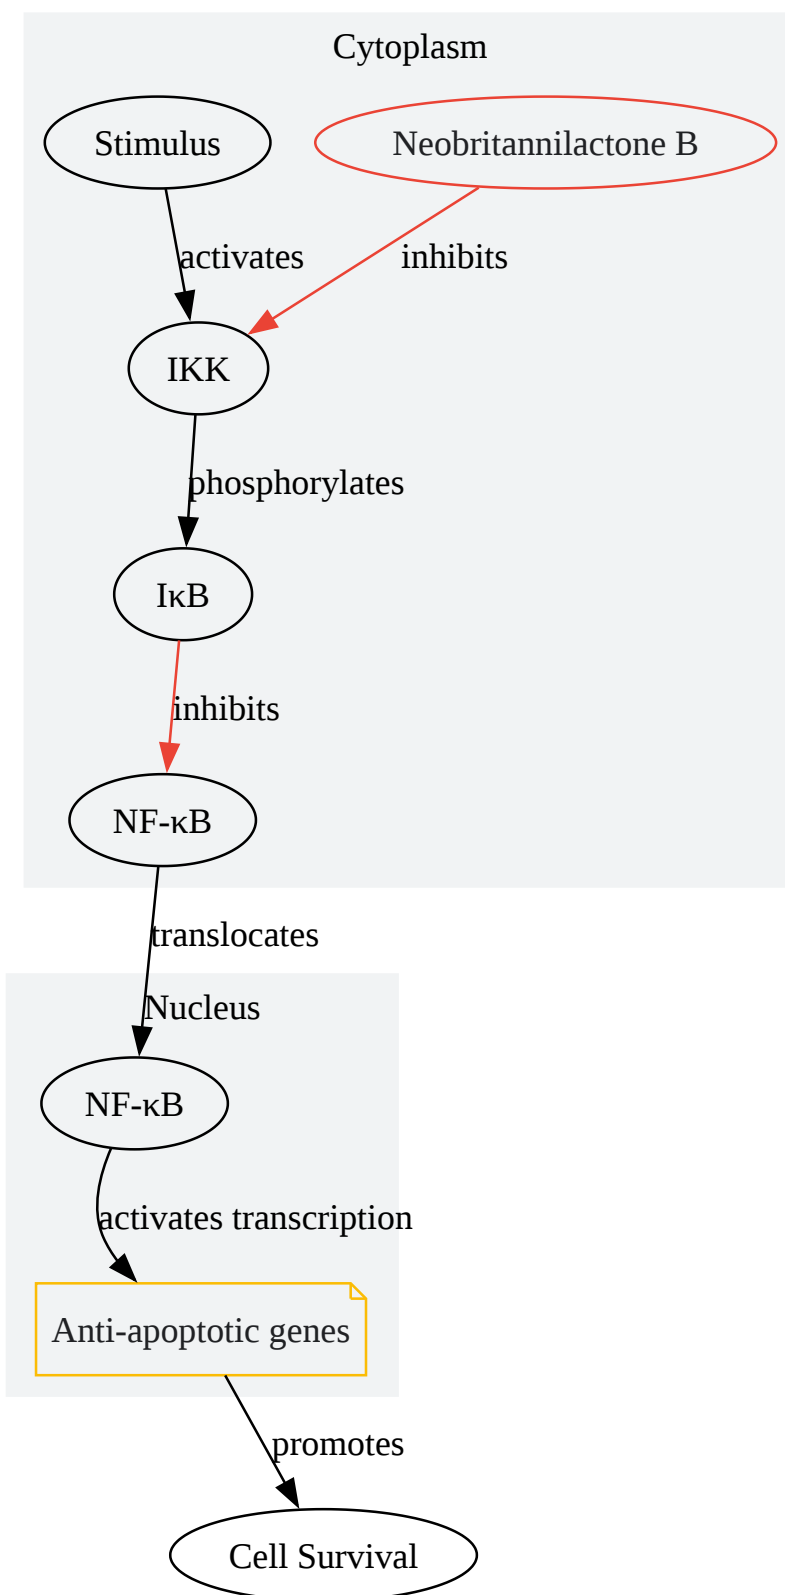 Cytoplasm
Stimulus
Neobritannilactone B
activates
inhibits
IKK
phosphorylates
IκB
inhibits
NF-κB
translocates
Nucleus
NF-κB
activates transcription
Anti-apoptotic genes
promotes
Cell Survival